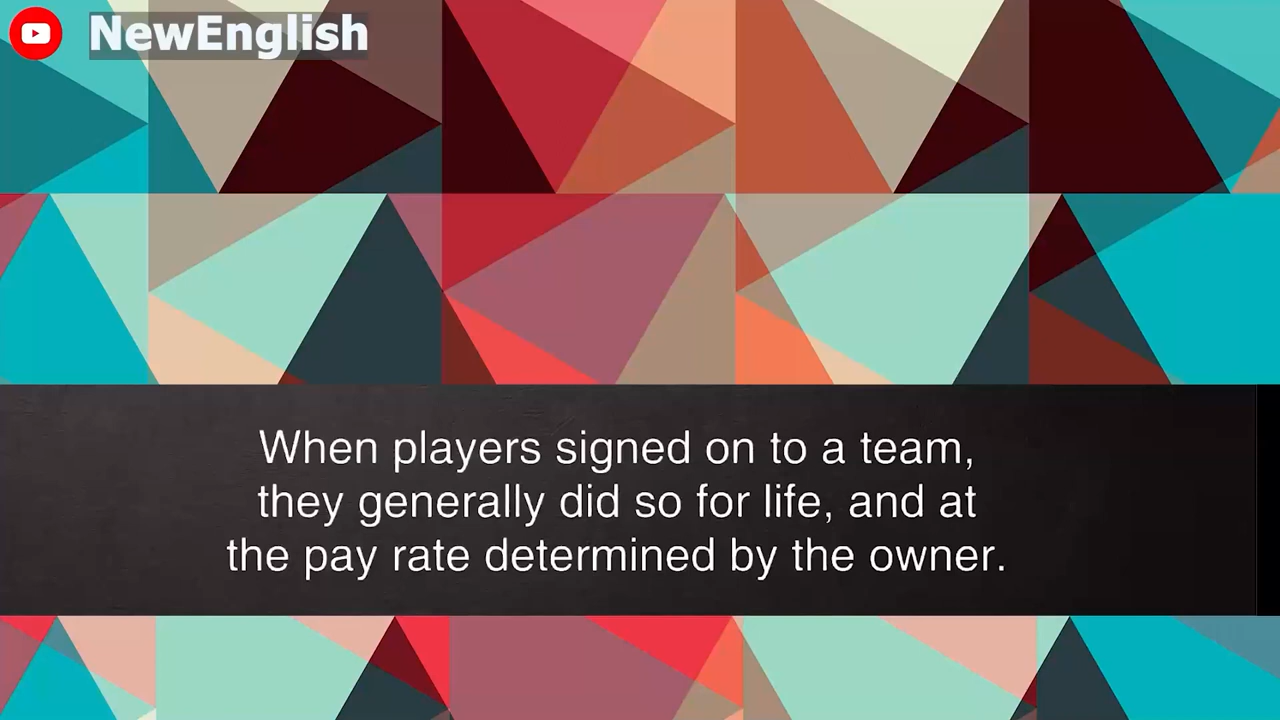 NewEnglish
When players signed on to a team,
they generally did so for life, and at
the pay rate determined by the owner.